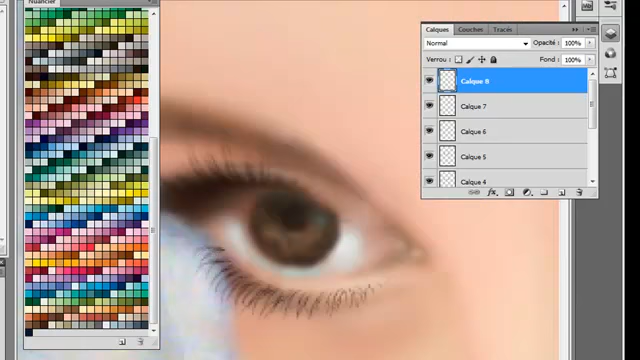 Nuancier
Calques Couches Tracés
Normal Opacité : 100%
Verrou : Fond : 100%
Calque 8
Calque 7
Calque 6
Calque 5
Calque 4
fx